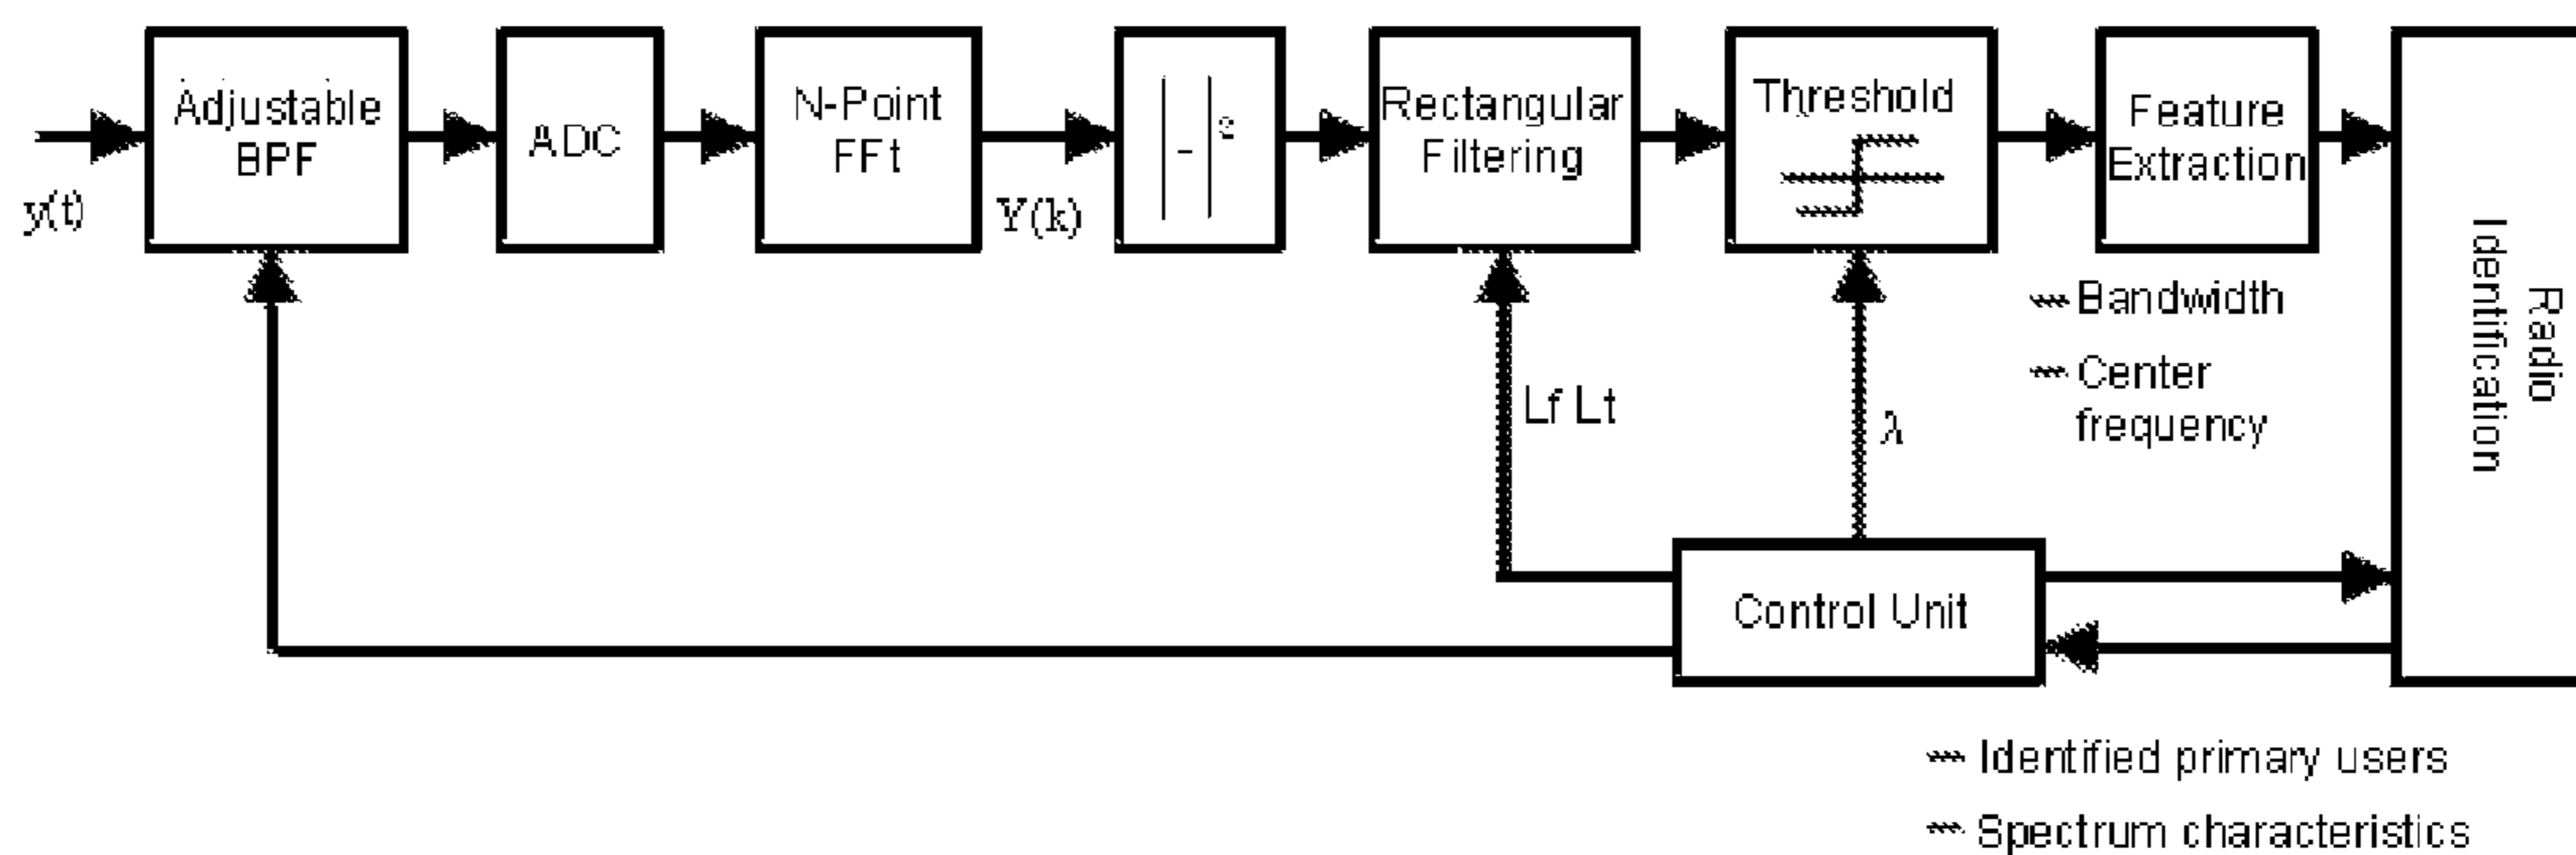 Adjustable
BPF
ADC
N-Point
FFt
|-|²
Rectangular
Filtering
Threshold
Feature
Extraction
Radio
Identification
y(t)
Y(k)
Bandwidth
Center
frequency
Lf Lt
λ
Control Unit
Identified primary users
Spectrum characteristics